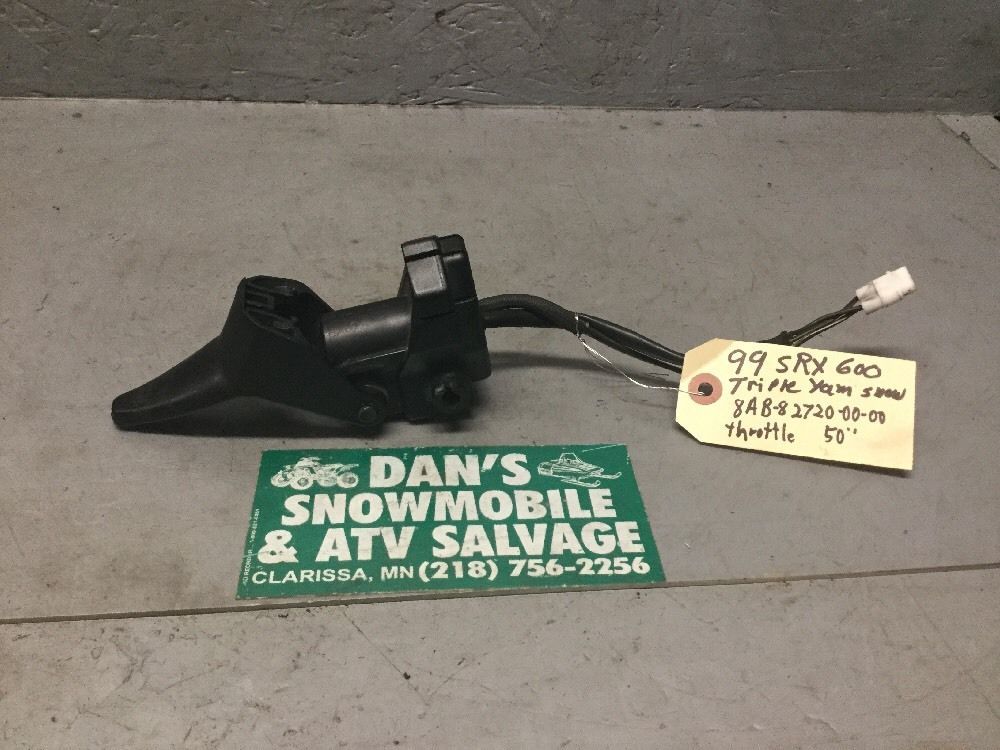 99 SRX 600
Triple Yam snow
8AB-82720-00-00
throttle 50"
DAN'S
SNOWMOBILE
& ATV SALVAGE
CLARISSA, MN (218) 756-2256